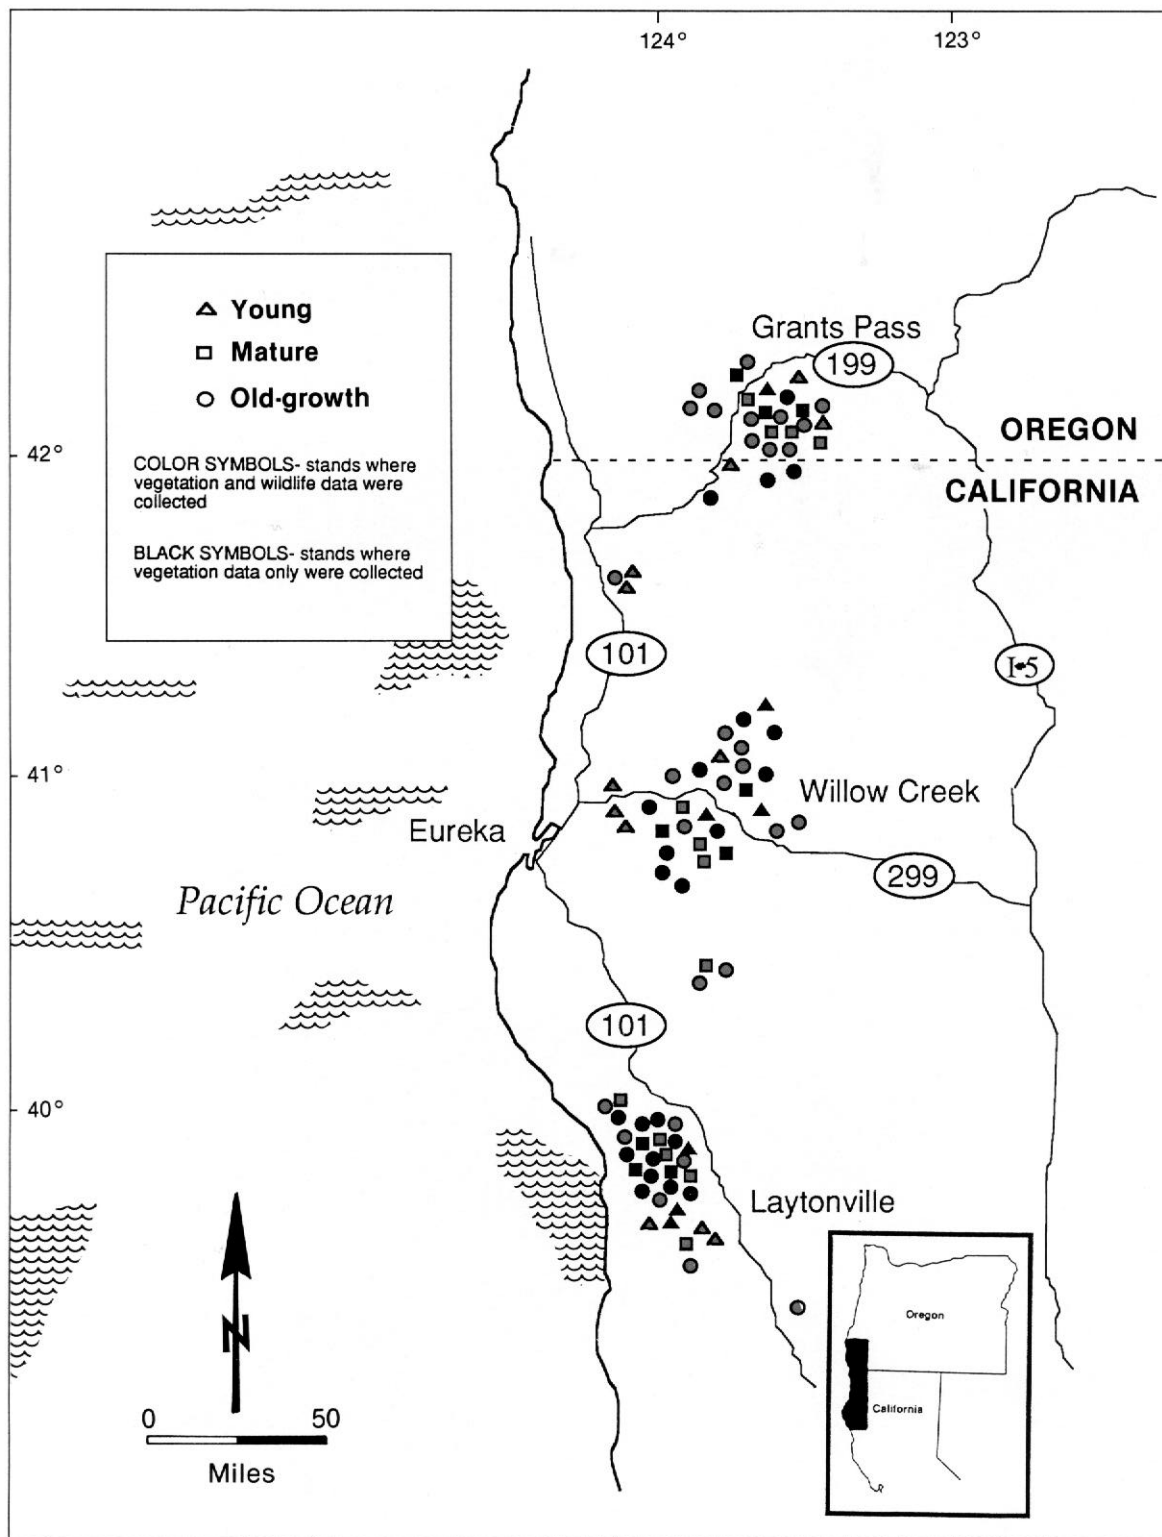 124° 123°
Grants Pass
199
Young
Mature
Old-growth
COLOR SYMBOLS- stands where
vegetation and wildlife data were
collected
BLACK SYMBOLS- stands where
vegetation data only were collected
42°
OREGON
CALIFORNIA
101
I-5
41°
Willow Creek
Eureka
299
Pacific Ocean
101
40°
Laytonville
N
0 50
Miles
Oregon
California